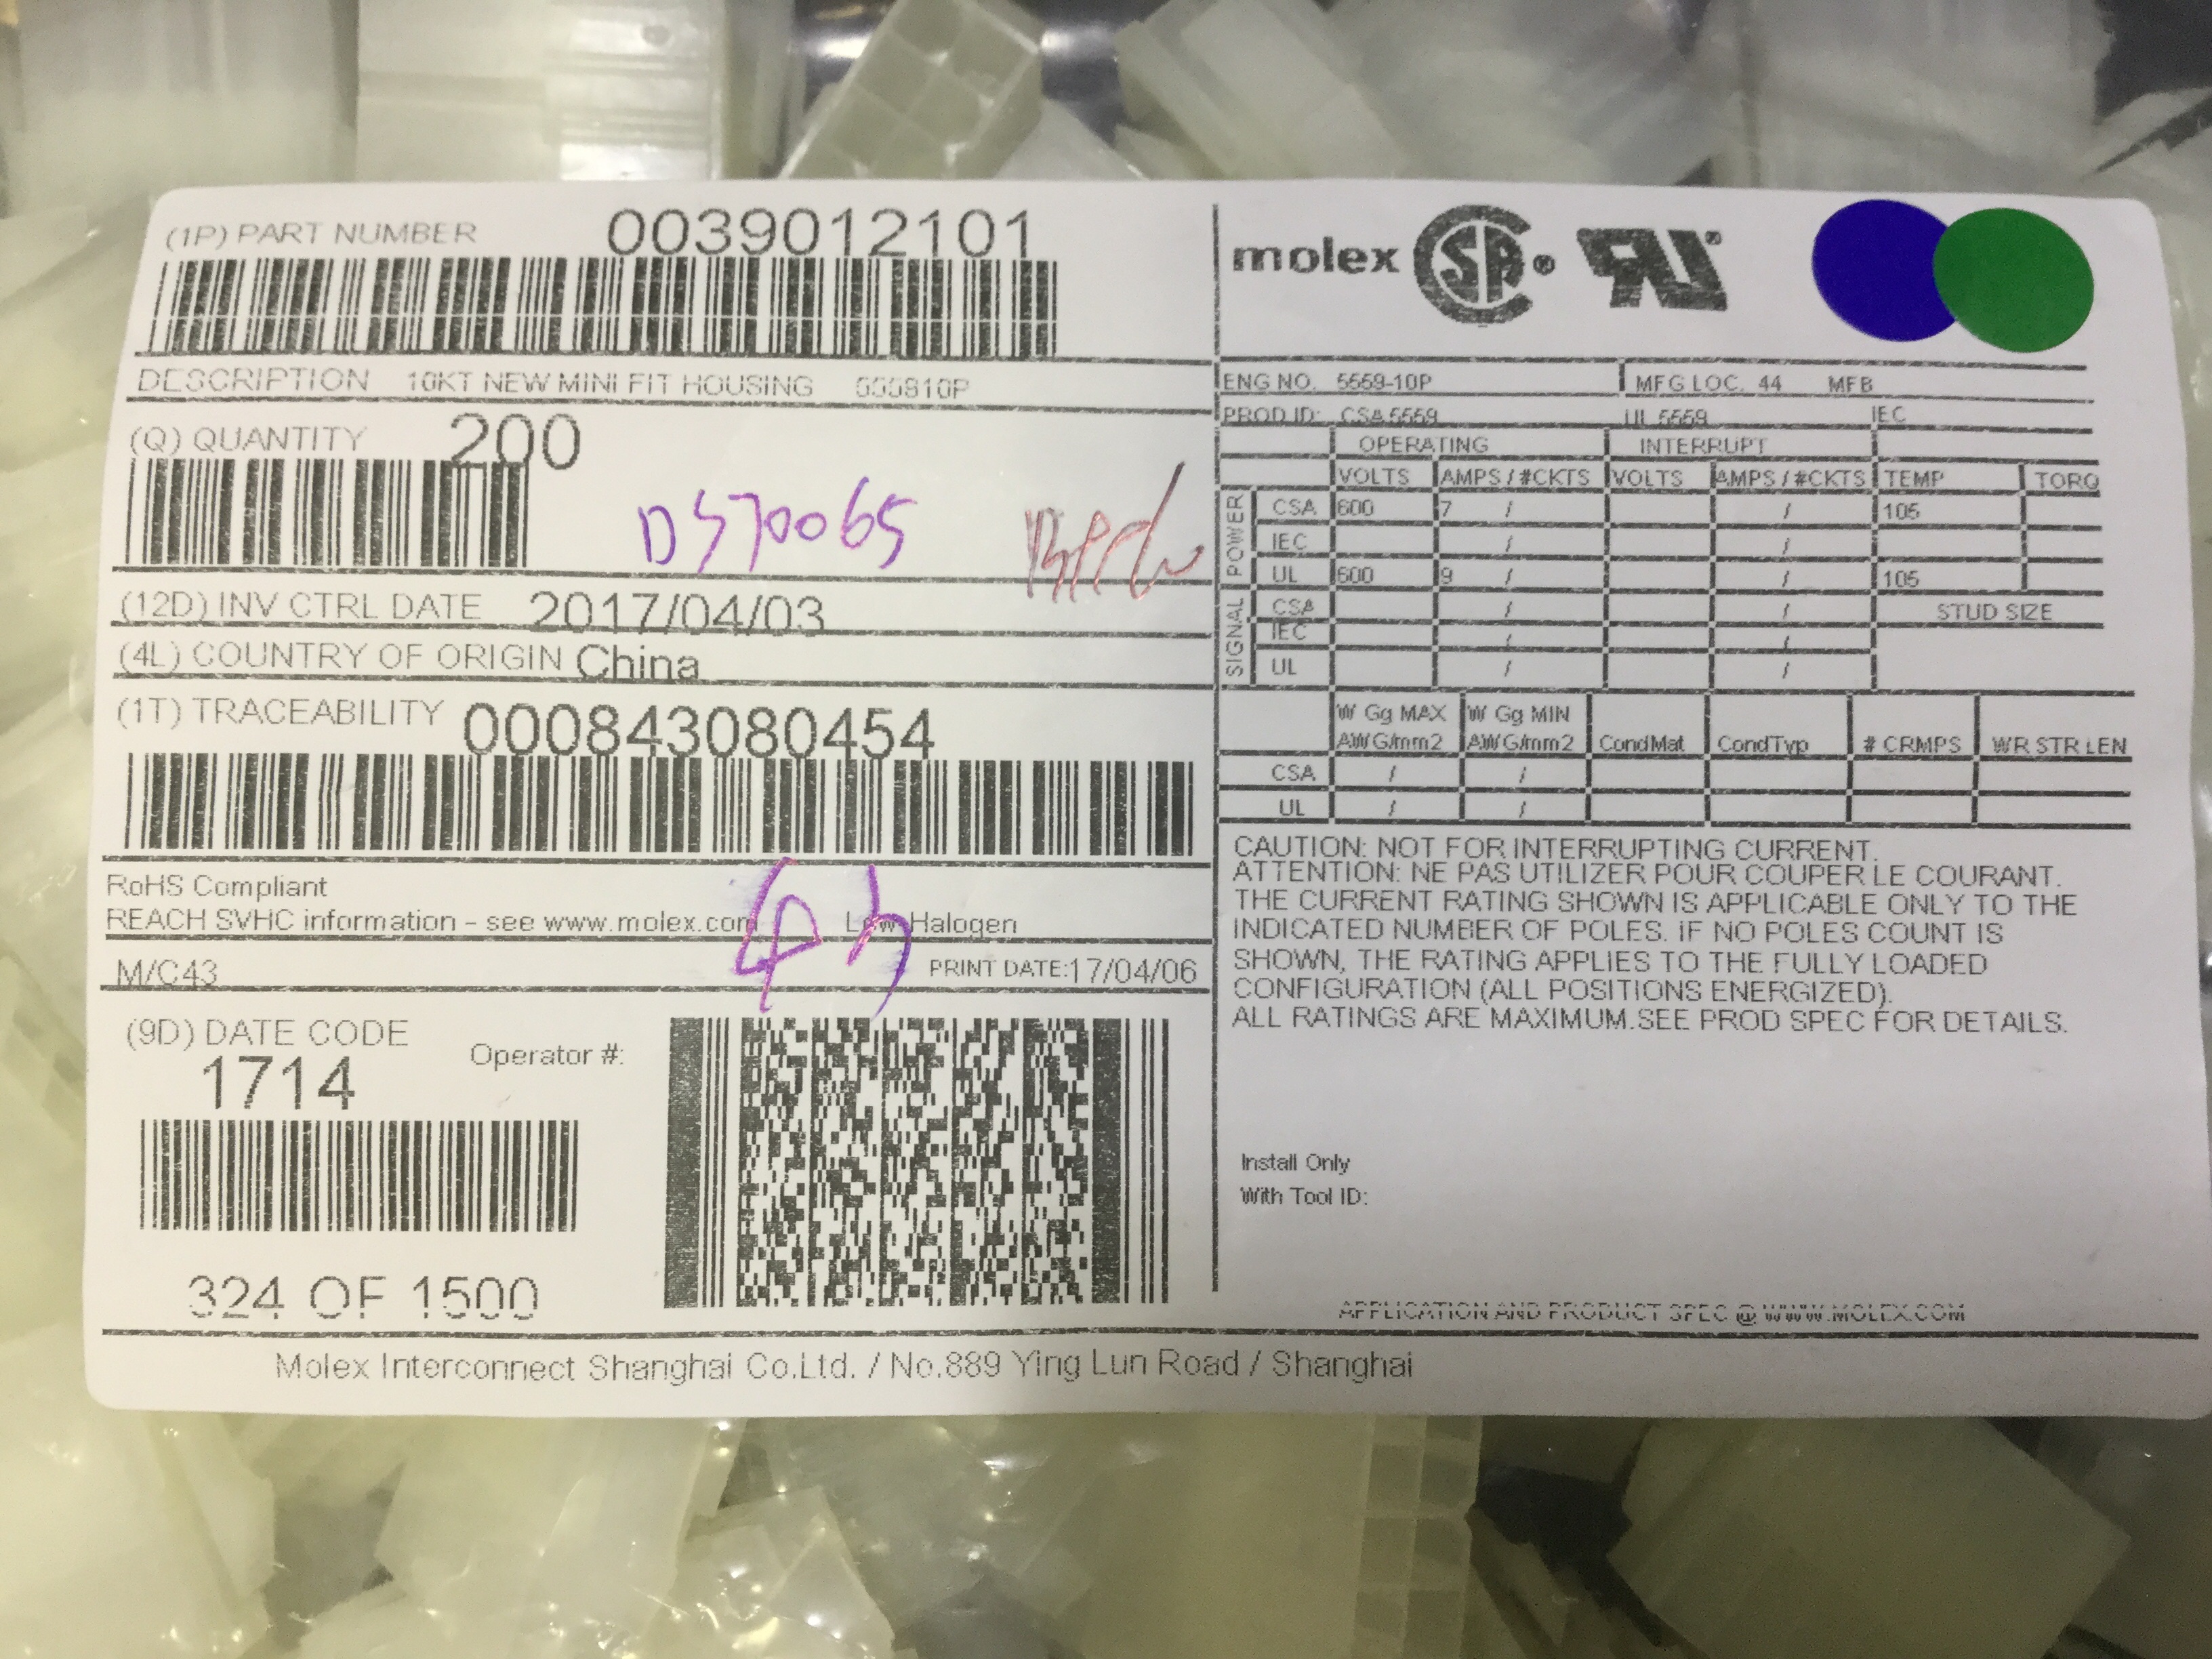 (1P) PART NUMBER 0039012101
DESCRIPTION 10KT NEW MINI FIT HOUSING
(Q) QUANTITY 200
DS70065
(12D) INV CTRL DATE 2017/04/03
(4L) COUNTRY OF ORIGIN China
(1T) TRACEABILITY 000843080454
RoHS Compliant
REACH SVHC information - see www.molex.com Low Halogen
M/C43 PRINT DATE:17/04/06
(9D) DATE CODE
1714
Operator #:
324 OF 1500
molex CSA ® RU ®
ENG NO. 5559-10P MFG LOC. 44 MFB
PROD ID: CSA 5559 UL 5559 IEC
OPERATING INTERRUPT
VOLTS AMPS / #CKTS VOLTS AMPS / #CKTS TEMP TORQ
POWER
CSA 600 7 / / 105
IEC / /
UL 600 9 / / 105
SIGNAL
CSA / / STUD SIZE
IEC / /
UL / /
W Gg MAX W Gg MIN
AWG/mm2 AWG/mm2 CondMat CondTyp # CRMPS WR STR LEN
CSA / /
UL / /
CAUTION: NOT FOR INTERRUPTING CURRENT.
ATTENTION: NE PAS UTILIZER POUR COUPER LE COURANT.
THE CURRENT RATING SHOWN IS APPLICABLE ONLY TO THE
INDICATED NUMBER OF POLES. IF NO POLES COUNT IS
SHOWN, THE RATING APPLIES TO THE FULLY LOADED
CONFIGURATION (ALL POSITIONS ENERGIZED).
ALL RATINGS ARE MAXIMUM.SEE PROD SPEC FOR DETAILS.
Install Only
With Tool ID:
APPLICATION AND PRODUCT SPEC @ WWW.MOLEX.COM
Molex Interconnect Shanghai Co.Ltd. / No.889 Ying Lun Road / Shanghai